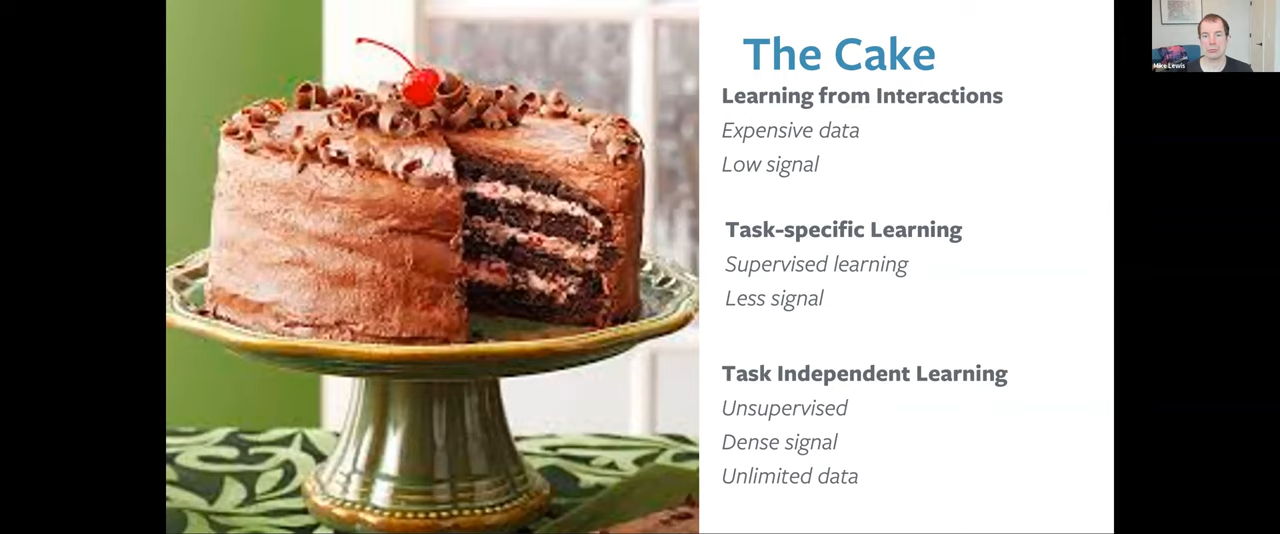 The Cake
Learning from Interactions
Expensive data
Low signal
Task-specific Learning
Supervised learning
Less signal
Task Independent Learning
Unsupervised
Dense signal
Unlimited data
Mike Lewis